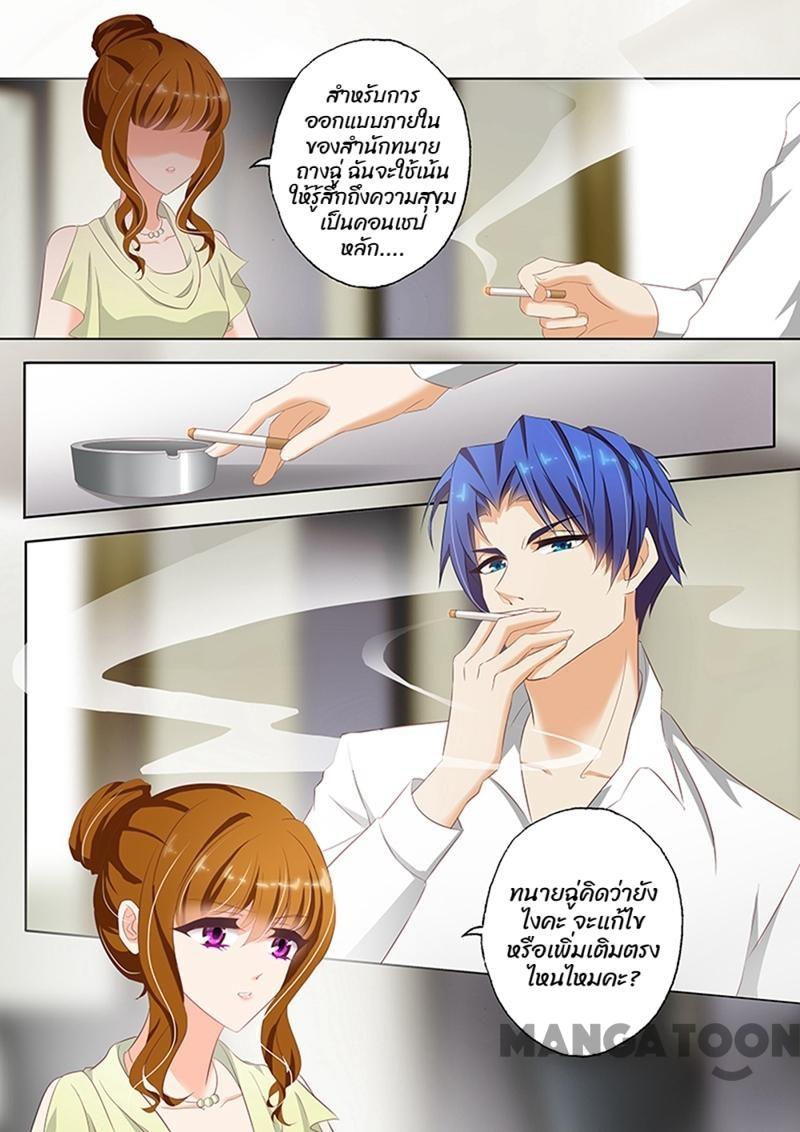 สำหรับการ
ออกแบบภายใน
ของสำนักทนาย
ถางฉู่ ฉันจะใช้เน้น
ให้รู้สึกถึงความสุขุม
เป็นคอนเซป
หลัก....
ทนายฉู่คิดว่ายัง
ไงคะ จะแก้ไข
หรือเพิ่มเติมตรง
ไหนไหมคะ?
MANGATOON